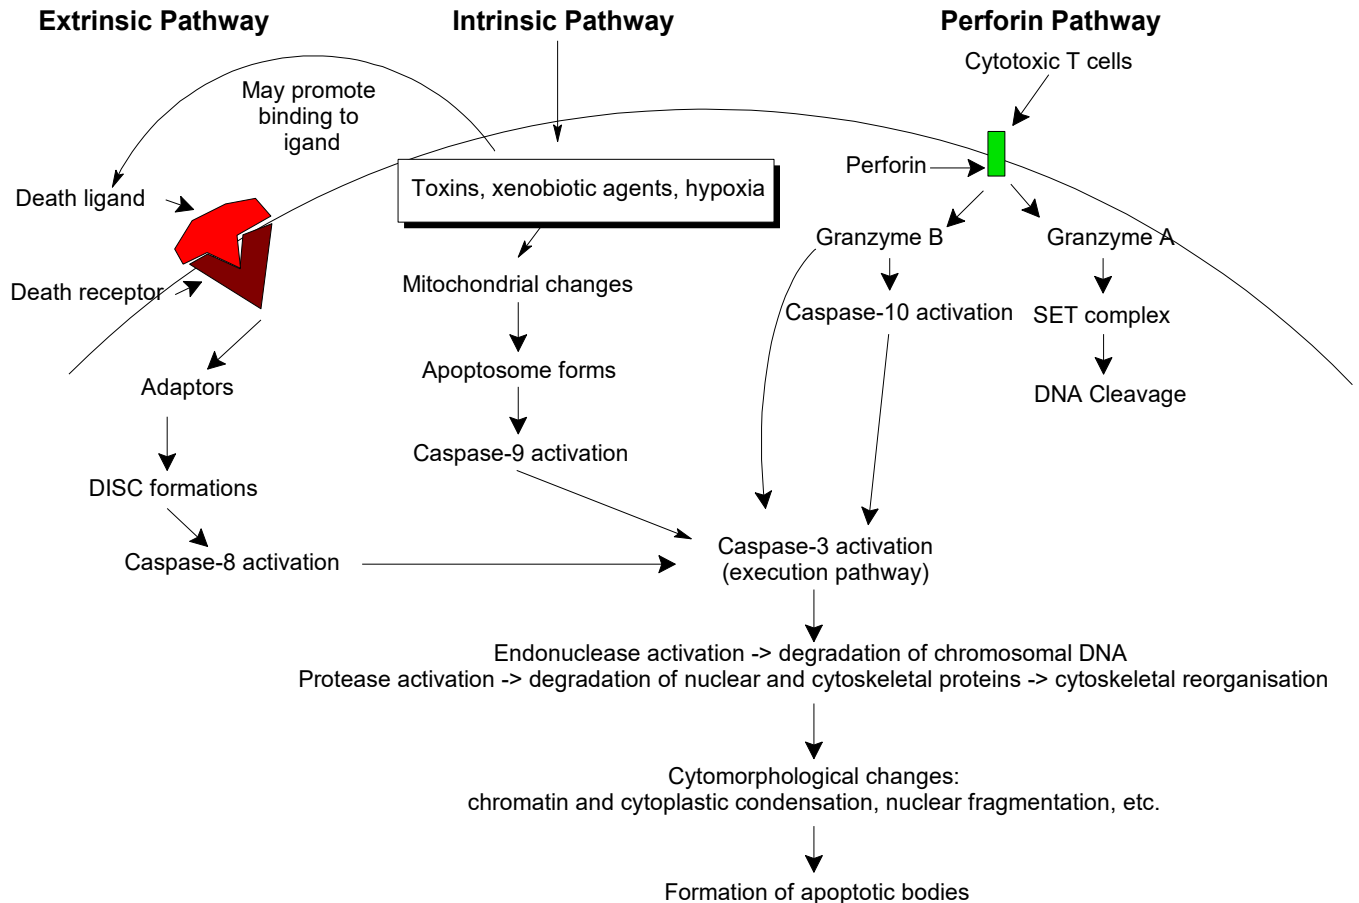 Extrinsic Pathway
Intrinsic Pathway
Perforin Pathway
Cytotoxic T cells
May promote
binding to
igand
Perforin
Toxins, xenobiotic agents, hypoxia
Death ligand
Granzyme B
Granzyme A
Death receptor
Mitochondrial changes
Caspase-10 activation
SET complex
Adaptors
Apoptosome forms
DNA Cleavage
Caspase-9 activation
DISC formations
Caspase-8 activation
Caspase-3 activation
(execution pathway)
Endonuclease activation -> degradation of chromosomal DNA
Protease activation -> degradation of nuclear and cytoskeletal proteins -> cytoskeletal reorganisation
Cytomorphological changes:
chromatin and cytoplastic condensation, nuclear fragmentation, etc.
Formation of apoptotic bodies